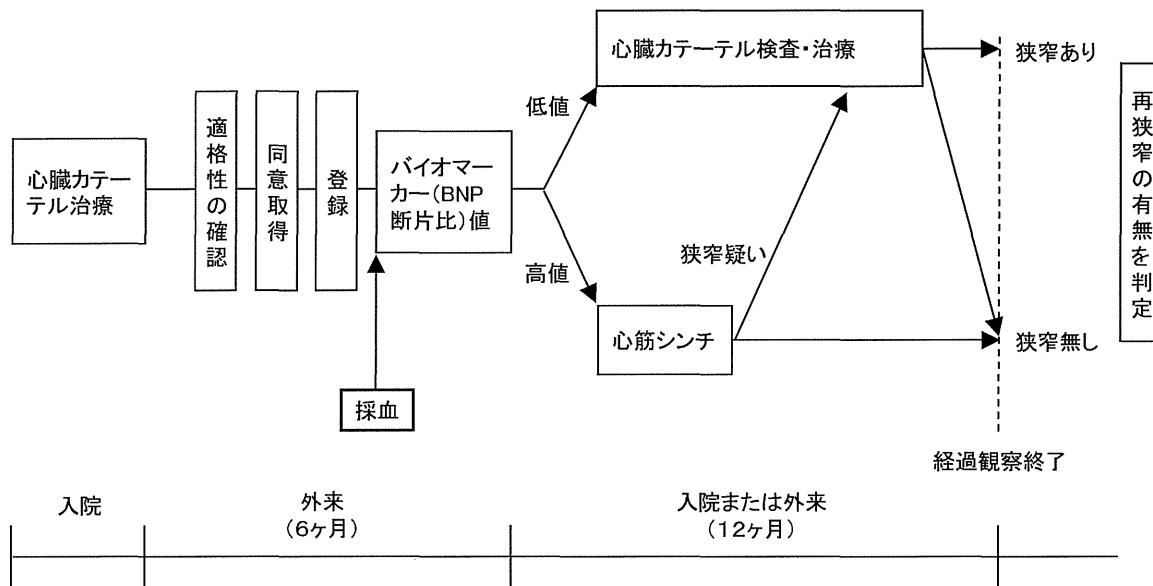 心臓カテー
テル治療
適格性の確認
同意取得
登録
バイオマー
カー(BNP
断片比)値
採血
低値
高値
心臓カテーテル検査・治療
狭窄疑い
心筋シンチ
狭窄あり
狭窄無し
再狭窄の有無を判定
経過観察終了
入院
外来
(6ヶ月)
入院または外来
(12ヶ月)